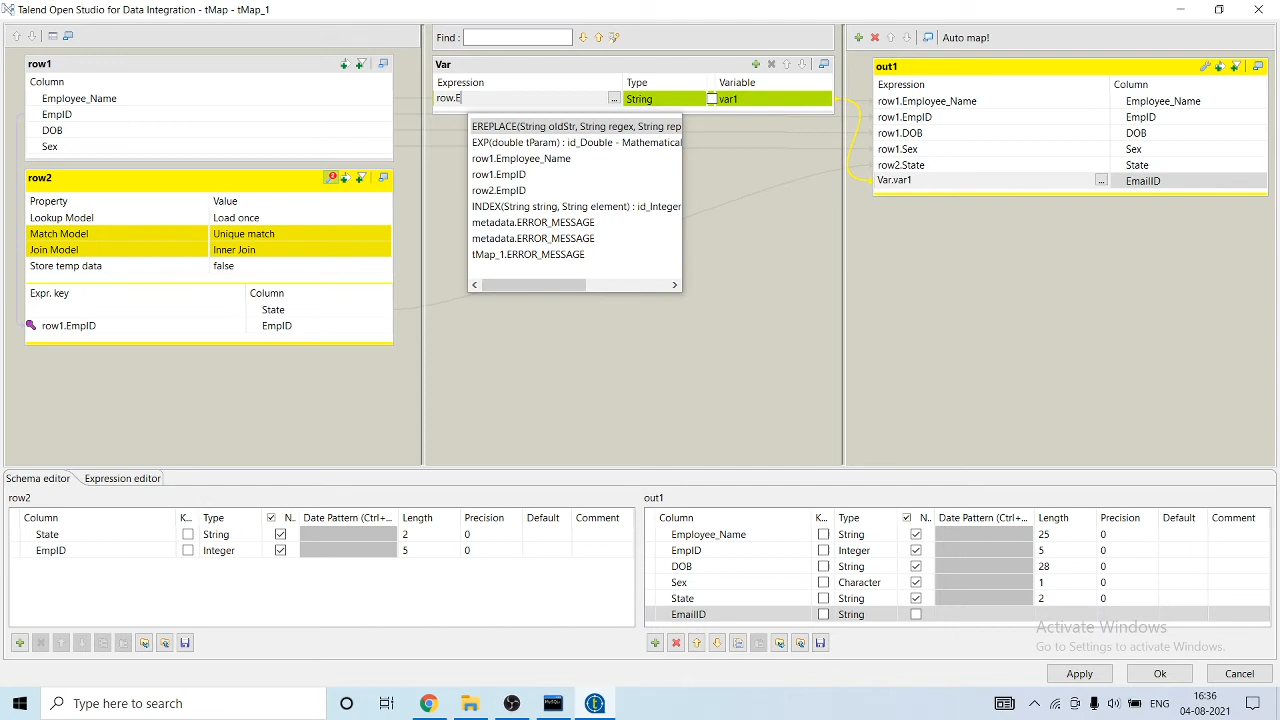 Talend Open Studio for Data Integration - tMap - tMap_1
row1
Column
Employee_Name
EmpID
DOB
Sex
row2
Property Value
Lookup Model Load once
Match Model Unique match
Join Model Inner Join
Store temp data false
Expr. key Column
State
row1.EmpID EmpID
Find :
Var
Expression Type Variable
row.E ... String var1
EREPLACE(String oldStr, String regex, String rep
EXP(double tParam) : id_Double - Mathematical
row1.Employee_Name
row1.EmpID
row2.EmpID
INDEX(String string, String element) : id_Integer
metadata.ERROR_MESSAGE
metadata.ERROR_MESSAGE
tMap_1.ERROR_MESSAGE
Auto map!
out1
Expression Column
row1.Employee_Name Employee_Name
row1.EmpID EmpID
row1.DOB DOB
row1.Sex Sex
row2.State State
Var.var1 ... EmailID
Schema editor Expression editor
row2
Column K... Type N.. Date Pattern (Ctrl+... Length Precision Default Comment
State String 2 0
EmpID Integer 5 0
out1
Column K... Type N.. Date Pattern (Ctrl+... Length Precision Default Comment
Employee_Name String 25 0
EmpID Integer 5 0
DOB String 28 0
Sex Character 1 0
State String 2 0
EmailID String
Activate Windows
Go to Settings to activate Windows.
Apply Ok Cancel
Type here to search
ENG
16:36
04-08-2021